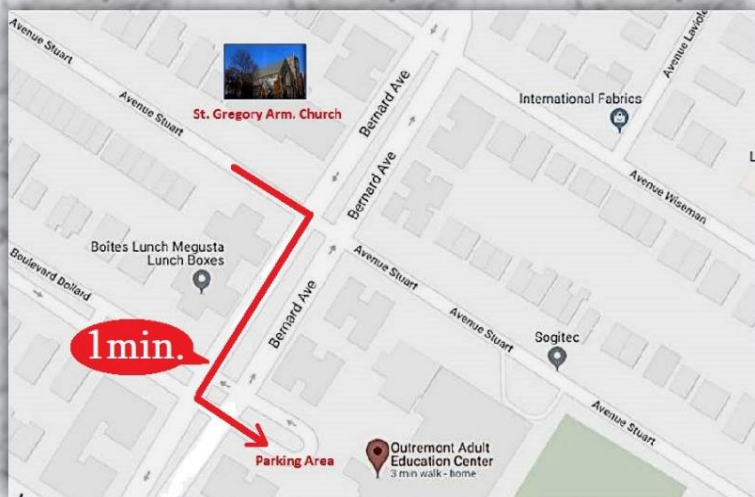 Avenue Stuart
Avenue Stuart
St. Gregory Arm. Church
Bernard Ave
Bernard Ave
International Fabrics
Avenue Laviole
L
Avenue Wiseman
Boîtes Lunch Megusta
Lunch Boxes
Boulevard Dollard
Avenue Stuart
Avenue Stuart
Bernard Ave
Sogitec
1min.
Avenue Stuart
Parking Area
Outremont Adult
Education Center
3 min walk - home